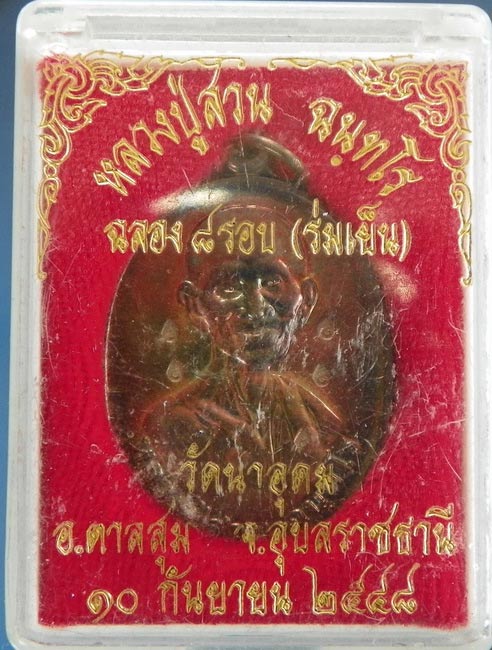 หลวงปู่สวน ฉนฺทโร
ฉลอง ๘ รอบ (ร่มเย็น)
วัดนาอุดม
อ.ตาลสุม จ.อุบลราชธานี
๑๐ กันยายน ๒๕๔๘